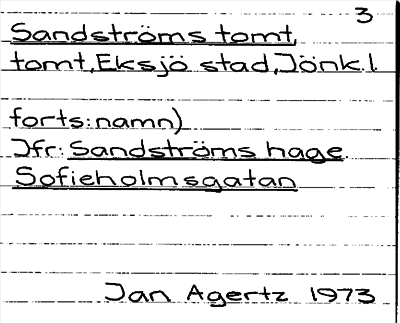 3
Sandströms tomt,
tomt, Eksjö stad, Jönk.l.
forts: namn)
Jfr: Sandströms hage
Sofieholmsgatan
Jan Agertz 1973